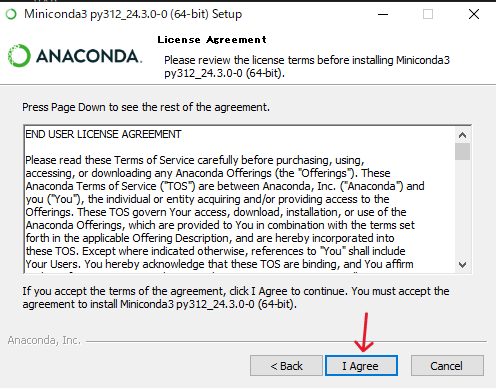 Miniconda3 py312_24.3.0-0 (64-bit) Setup
ANACONDA.
License Agreement
Please review the license terms before installing Miniconda3
py312_24.3.0-0 (64-bit).
Press Page Down to see the rest of the agreement.
END USER LICENSE AGREEMENT
Please read these Terms of Service carefully before purchasing, using,
accessing, or downloading any Anaconda Offerings (the "Offerings"). These
Anaconda Terms of Service ("TOS") are between Anaconda, Inc. ("Anaconda") and
you ("You"), the individual or entity acquiring and/or providing access to the
Offerings. These TOS govern Your access, download, installation, or use of the
Anaconda Offerings, which are provided to You in combination with the terms set
forth in the applicable Offering Description, and are hereby incorporated into
these TOS. Except where indicated otherwise, references to "You" shall include
Your Users. You hereby acknowledge that these TOS are binding, and You affirm
If you accept the terms of the agreement, click I Agree to continue. You must accept the
agreement to install Miniconda3 py312_24.3.0-0 (64-bit).
Anaconda, Inc.
< Back
I Agree
Cancel